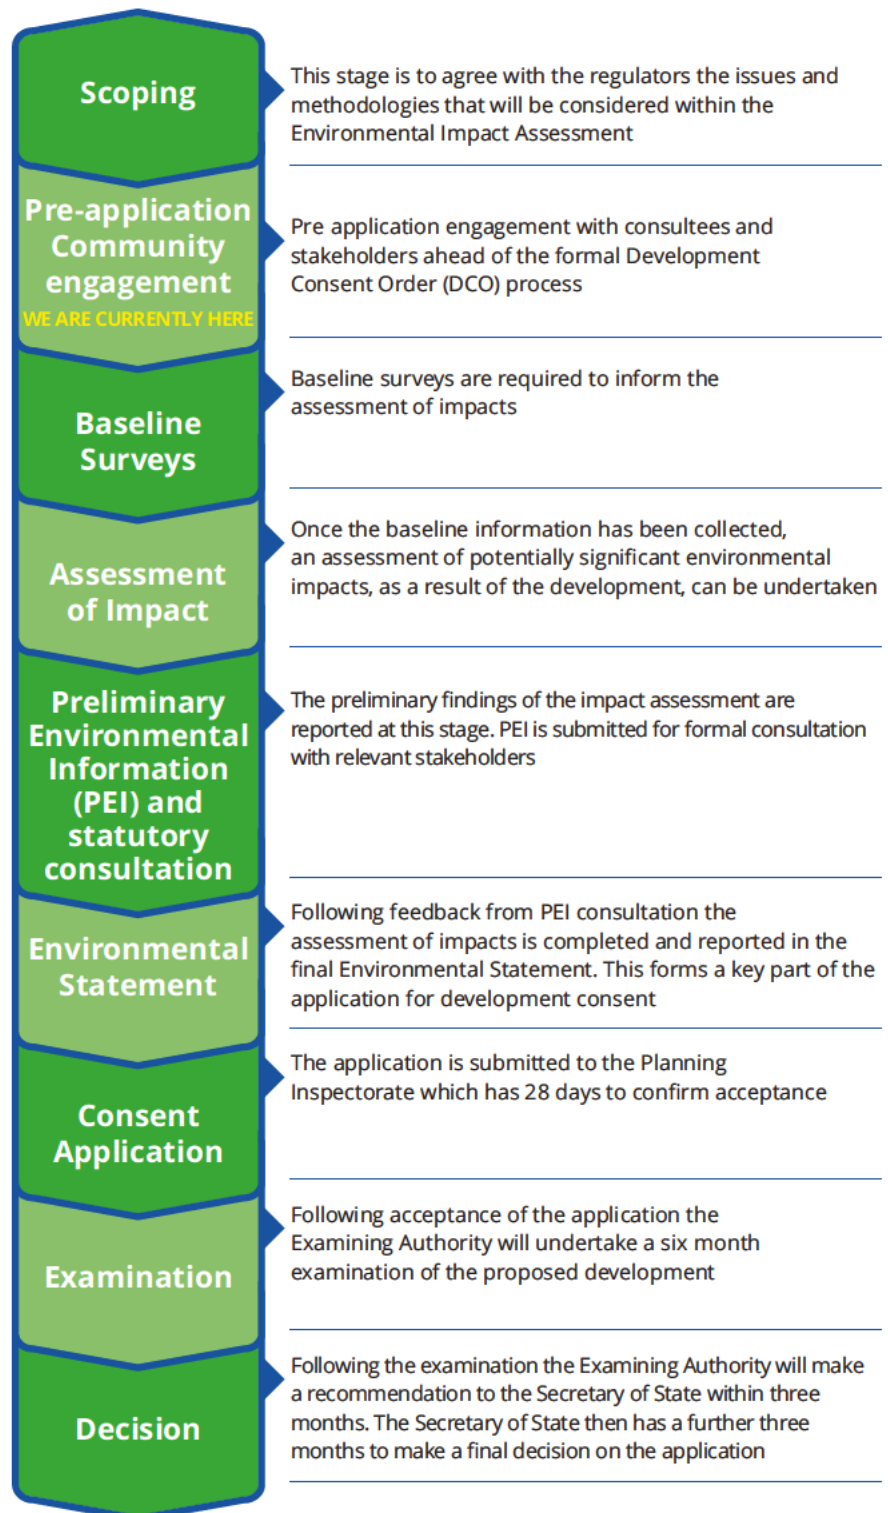 Scoping
This stage is to agree with the regulators the issues and
methodologies that will be considered within the
Environmental Impact Assessment
Pre-application
Community
engagement
WE ARE CURRENTLY HERE
Pre application engagement with consultees and
stakeholders ahead of the formal Development
Consent Order (DCO) process
Baseline
Surveys
Baseline surveys are required to inform the
assessment of impacts
Assessment
of Impact
Once the baseline information has been collected,
an assessment of potentially significant environmental
impacts, as a result of the development, can be undertaken
Preliminary
Environmental
Information
(PEI) and
statutory
consultation
The preliminary findings of the impact assessment are
reported at this stage. PEI is submitted for formal consultation
with relevant stakeholders
Environmental
Statement
Following feedback from PEI consultation the
assessment of impacts is completed and reported in the
final Environmental Statement. This forms a key part of the
application for development consent
Consent
Application
The application is submitted to the Planning
Inspectorate which has 28 days to confirm acceptance
Examination
Following acceptance of the application the
Examining Authority will undertake a six month
examination of the proposed development
Decision
Following the examination the Examining Authority will make
a recommendation to the Secretary of State within three
months. The Secretary of State then has a further three
months to make a final decision on the application